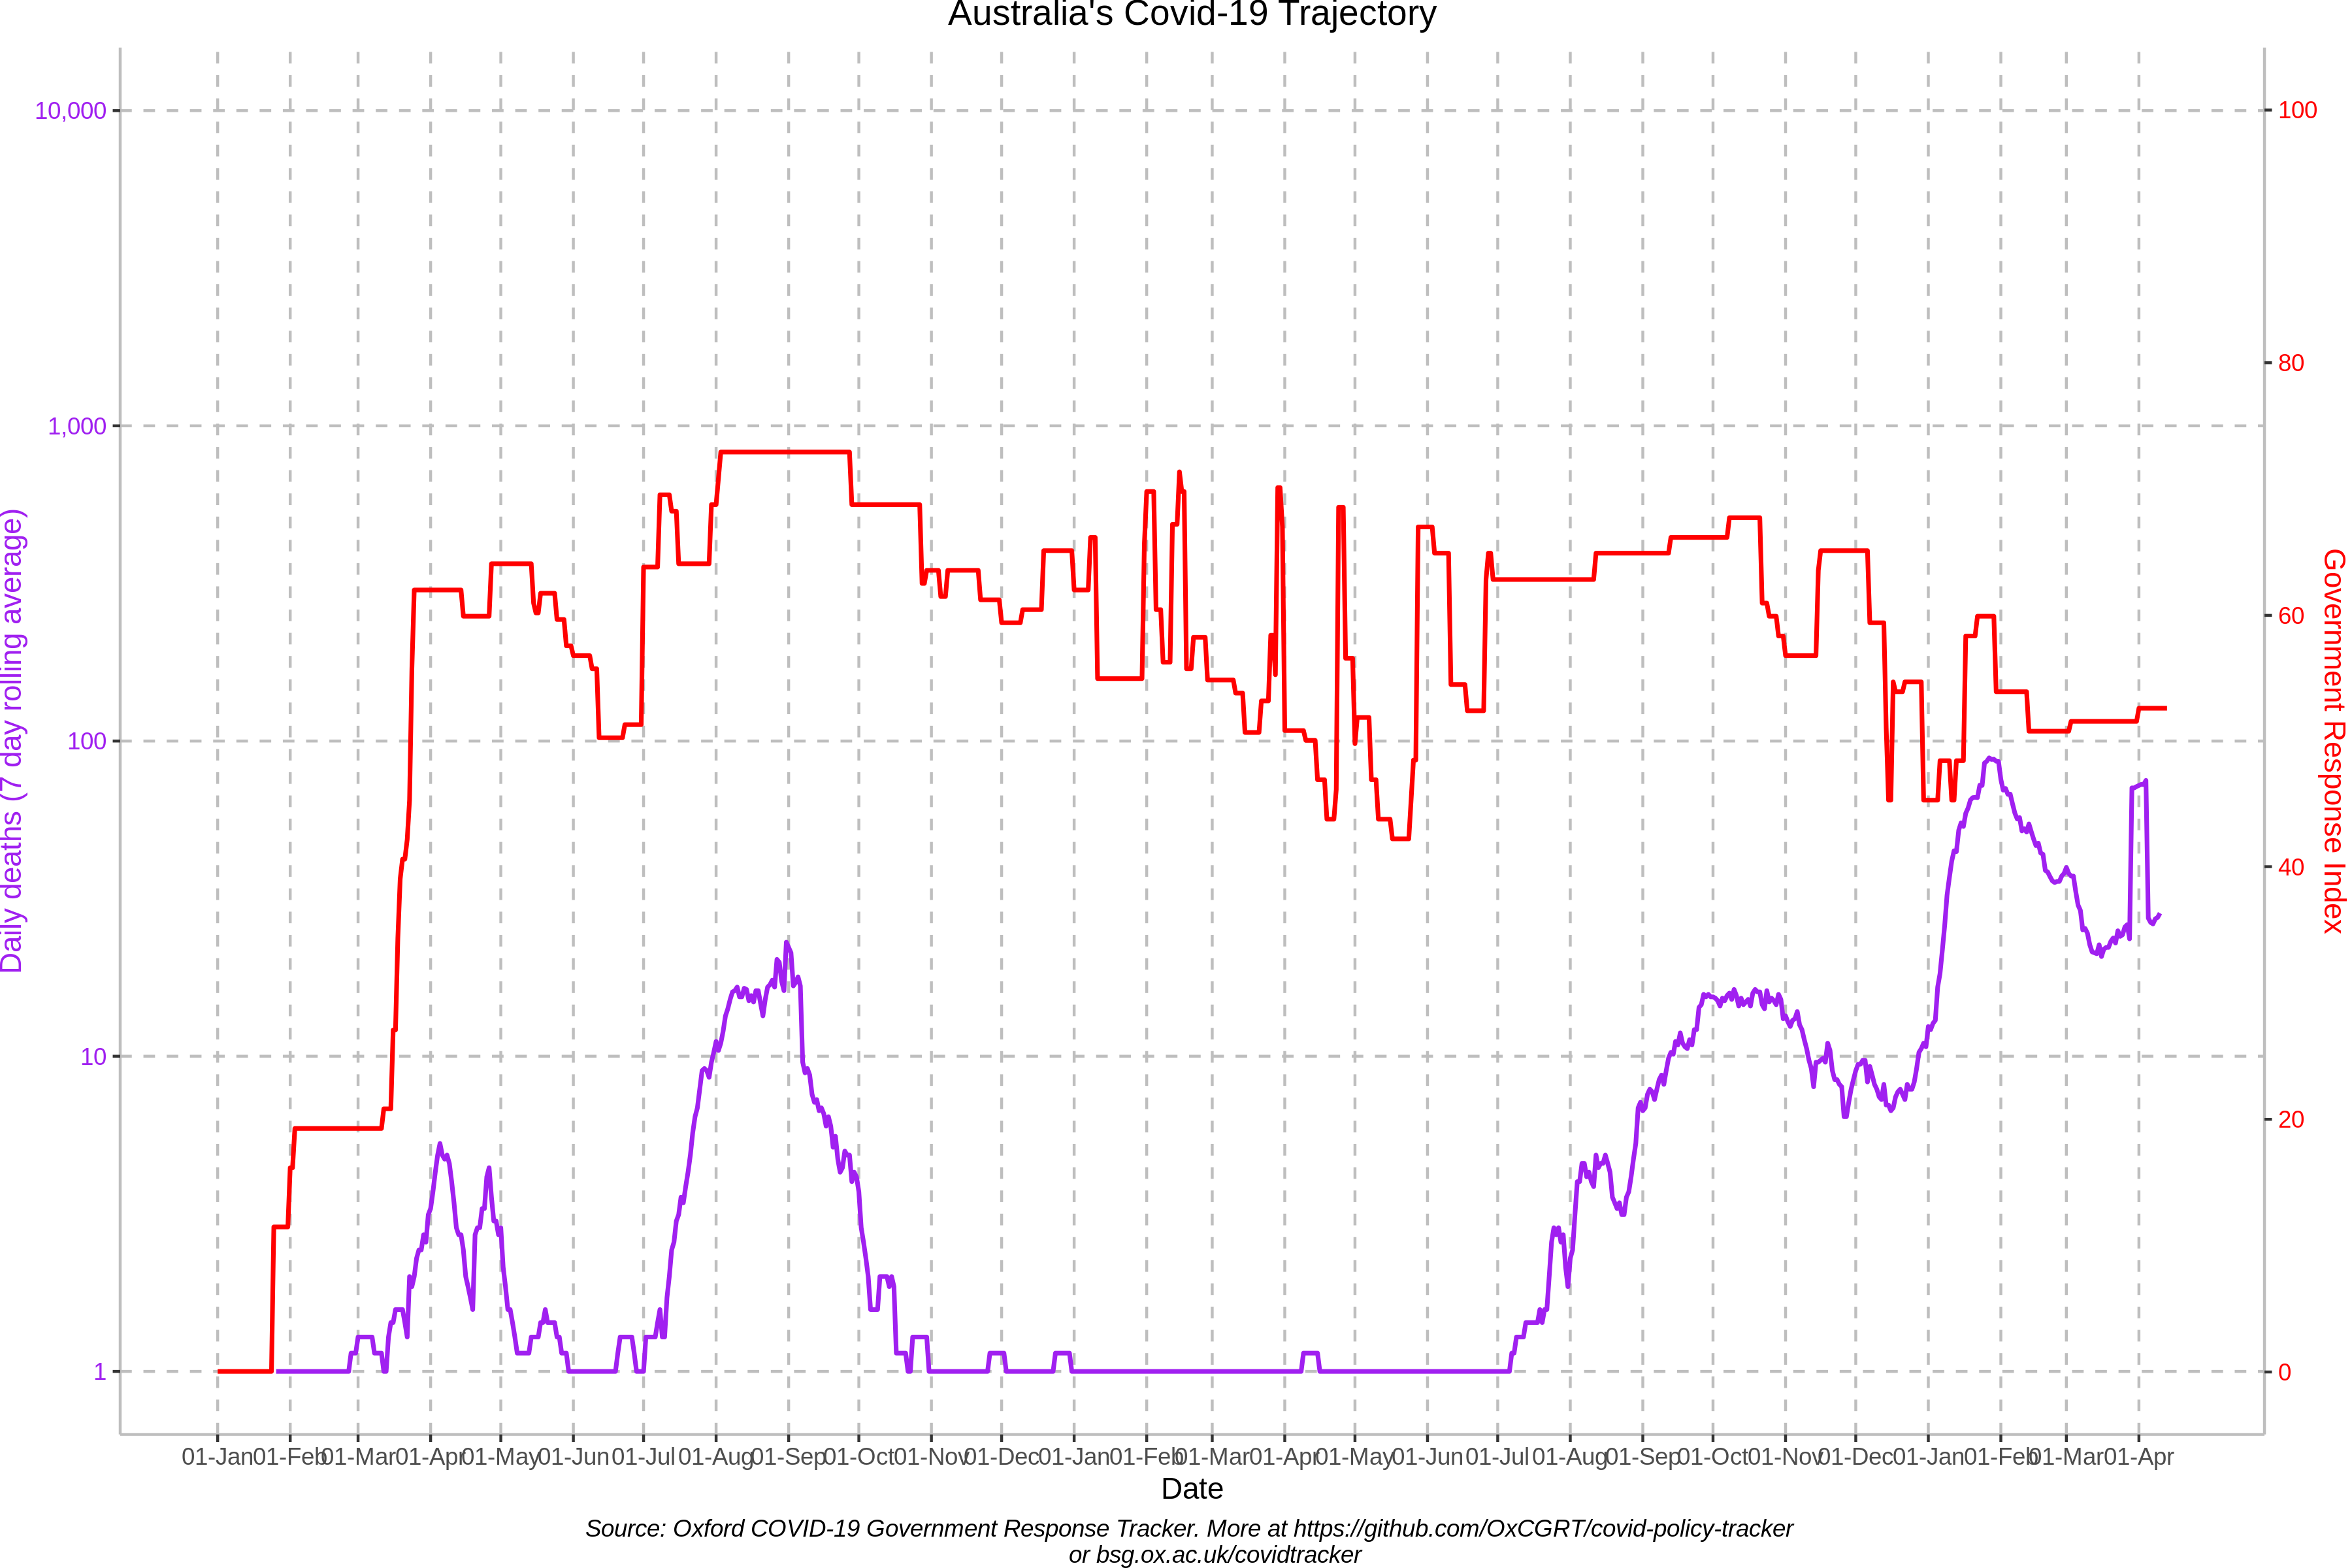 Australia's Covid-19 Trajectory
10,000
1,000
100
10
1
Daily deaths (7 day rolling average)
100
80
60
40
20
0
Government Response Index
01-Jan 01-Feb 01-Mar 01-Apr 01-May 01-Jun 01-Jul 01-Aug 01-Sep 01-Oct 01-Nov 01-Dec 01-Jan 01-Feb 01-Mar 01-Apr 01-May 01-Jun 01-Jul 01-Aug 01-Sep 01-Oct 01-Nov 01-Dec 01-Jan 01-Feb 01-Mar 01-Apr
Date
Source: Oxford COVID-19 Government Response Tracker. More at https://github.com/OxCGRT/covid-policy-tracker
or bsg.ox.ac.uk/covidtracker